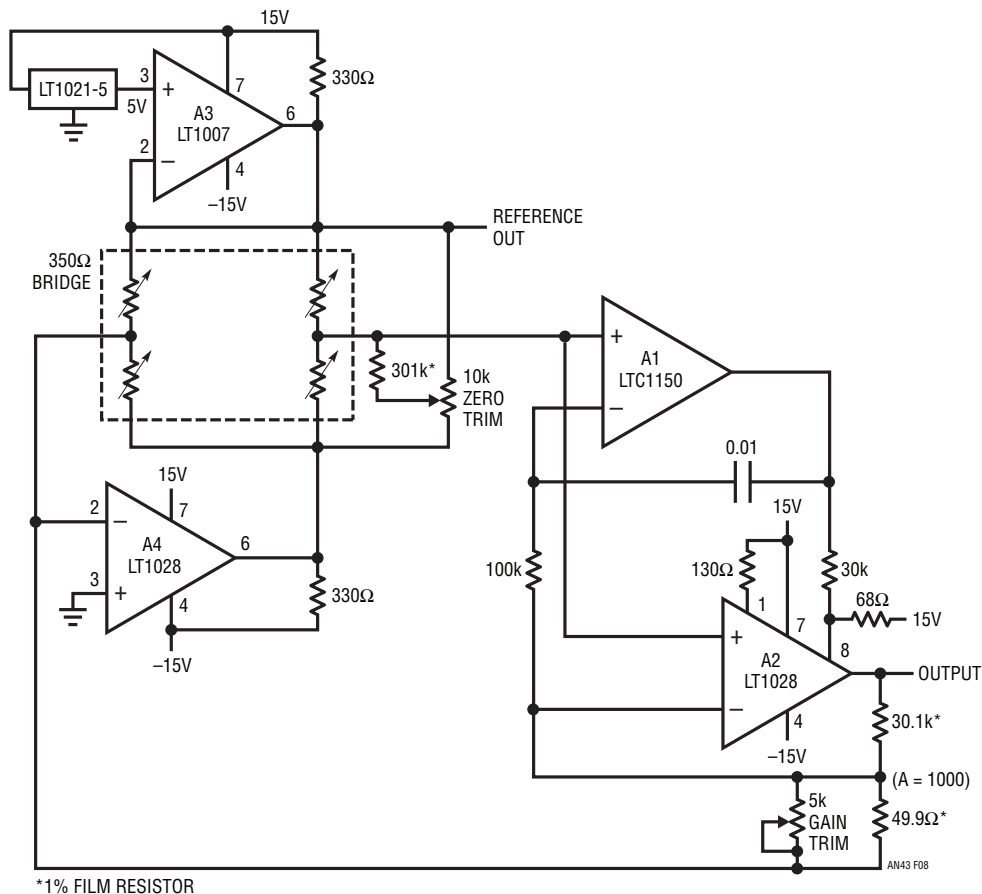 15V
LT1021-5
5V
3
+
2
–
A3
LT1007
7
6
4
–15V
330Ω
REFERENCE
OUT
350Ω
BRIDGE
301k*
10k
ZERO
TRIM
+
–
A1
LTC1150
0.01
15V
2
–
3
+
A4
LT1028
7
6
4
–15V
330Ω
100k
15V
130Ω
30k
68Ω
15V
1
7
8
+
–
A2
LT1028
4
–15V
OUTPUT
30.1k*
(A = 1000)
5k
GAIN
TRIM
49.9Ω*
AN43 F08
*1% FILM RESISTOR